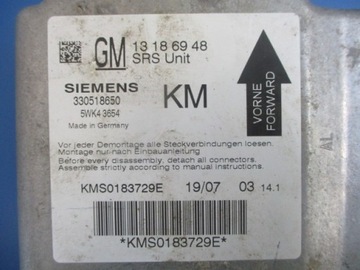 GM 13 18 69 48
SRS Unit
SIEMENS
330518650
5WK4 3654
Made in Germany
KM
VORNE
FORWARD
Vor jeder Demontage alle Steckverbindungen loesen.
Montage nur nach Einbauanleitung
Before every disassembly, detach all connectors.
Assemble strictly according to manual instructions.
KMS0183729E 19/07 03 14.1
*KMS0183729E*